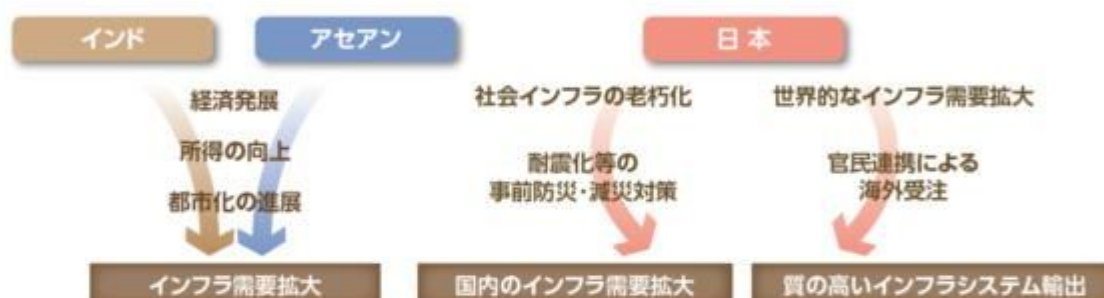 インド
アセアン
日本
経済発展
所得の向上
都市化の進展
社会インフラの老朽化
耐震化等の
事前防災・減災対策
世界的なインフラ需要拡大
官民連携による
海外受注
インフラ需要拡大
国内のインフラ需要拡大
質の高いインフラシステム輸出